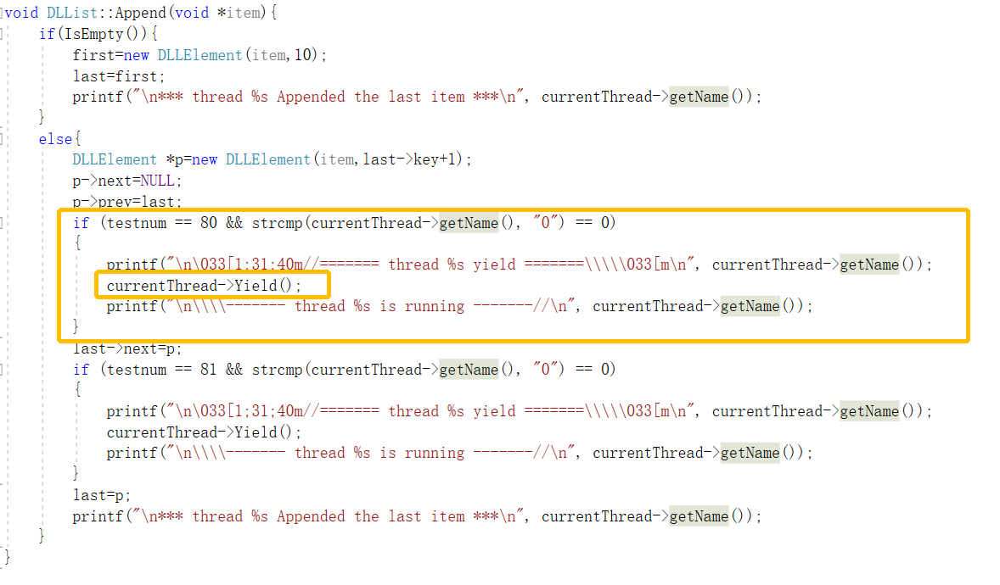 void DLList::Append(void *item){
    if(IsEmpty()){
        first=new DLLElement(item,10);
        last=first;
        printf("\n*** thread %s Appended the last item ***\n", currentThread->getName());
    }
    else{
        DLLElement *p=new DLLElement(item,last->key+1);
        p->next=NULL;
        p->prev=last;
        if (testnum == 80 && strcmp(currentThread->getName(), "0") == 0)
        {
            printf("\n\033[1;31;40m//======= thread %s yield =======\\\\\033[m\n", currentThread->getName());
            currentThread->Yield();
            printf("\n\\\\------- thread %s is running -------//\n", currentThread->getName());
        }
        last->next=p;
        if (testnum == 81 && strcmp(currentThread->getName(), "0") == 0)
        {
            printf("\n\033[1;31;40m//======= thread %s yield =======\\\\\033[m\n", currentThread->getName());
            currentThread->Yield();
            printf("\n\\\\------- thread %s is running -------//\n", currentThread->getName());
        }
        last=p;
        printf("\n*** thread %s Appended the last item ***\n", currentThread->getName());
    }
}